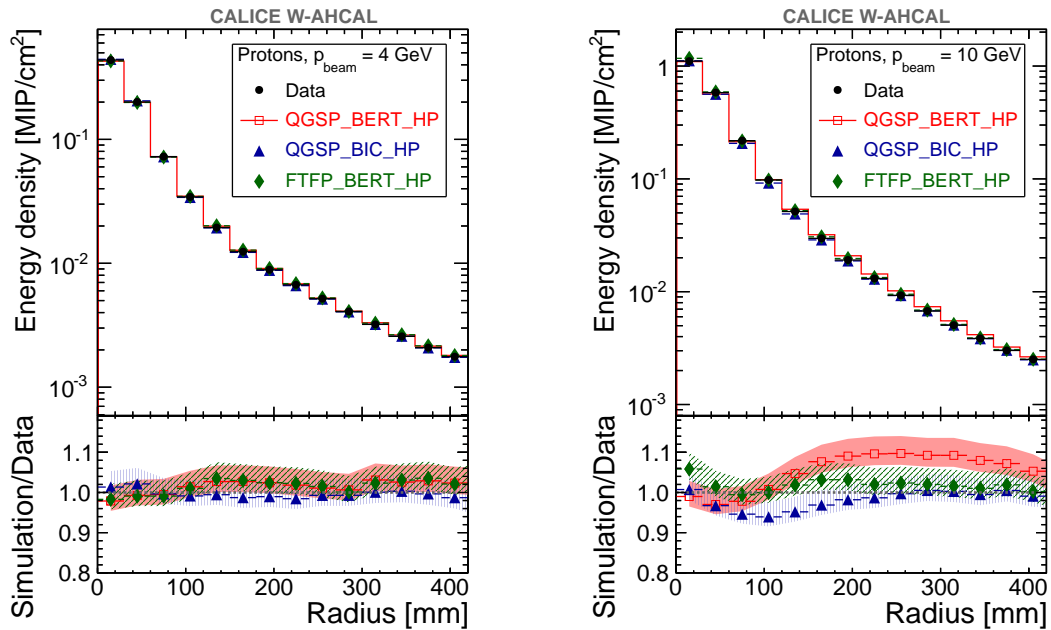 CALICE W-AHCAL
Energy density [MIP/cm²]
Protons, p_beam = 4 GeV
Data
QGSP_BERT_HP
QGSP_BIC_HP
FTFP_BERT_HP
10⁻¹
10⁻²
10⁻³
Simulation/Data
1.1
1.0
0.9
0.8
0 100 200 300 400
Radius [mm]
CALICE W-AHCAL
Energy density [MIP/cm²]
Protons, p_beam = 10 GeV
Data
QGSP_BERT_HP
QGSP_BIC_HP
FTFP_BERT_HP
1
10⁻¹
10⁻²
10⁻³
Simulation/Data
1.1
1.0
0.9
0.8
0 100 200 300 400
Radius [mm]